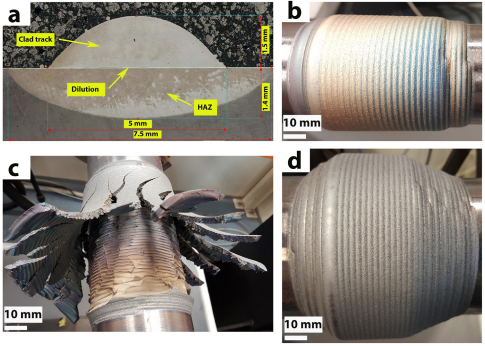 a
Clad track
1.5 mm
Dilution
HAZ
1.4 mm
5 mm
7.5 mm
b
10 mm
c
10 mm
d
10 mm